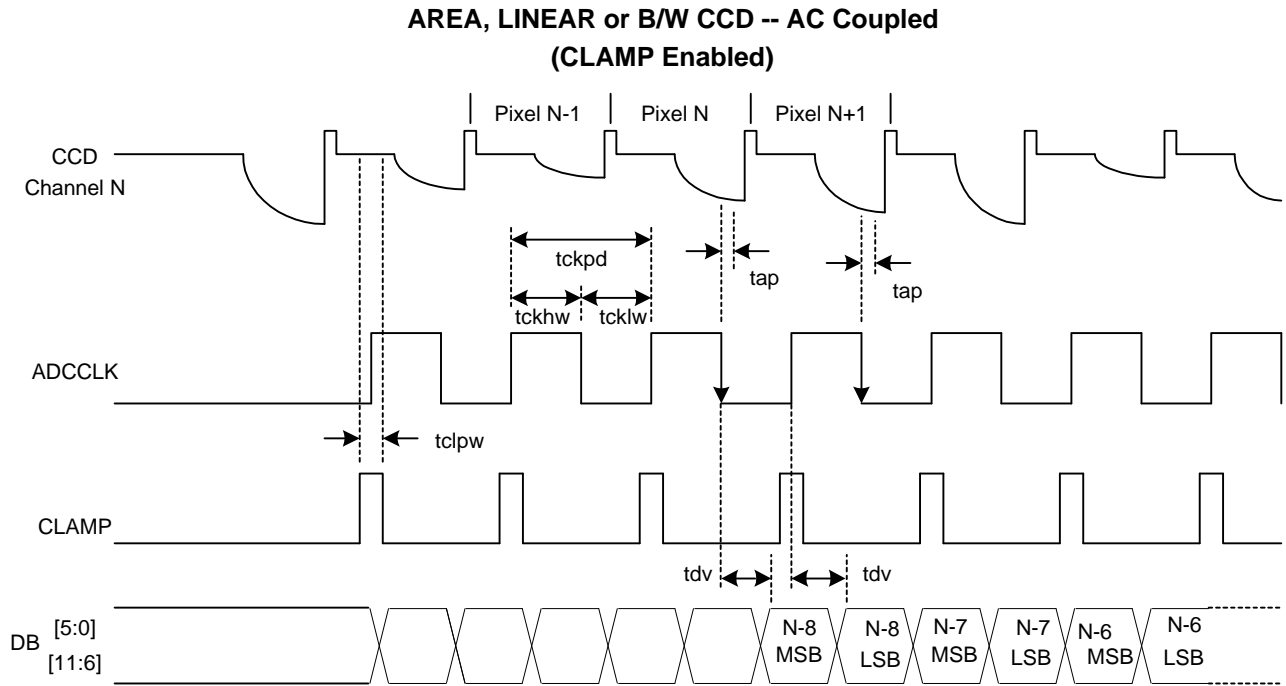 AREA, LINEAR or B/W CCD -- AC Coupled
(CLAMP Enabled)
Pixel N-1
Pixel N
Pixel N+1
CCD
Channel N
tckpd
tap
tap
tckhw
tcklw
ADCCLK
tclpw
CLAMP
tdv
tdv
DB
[5:0]
[11:6]
N-8
MSB
N-8
LSB
N-7
MSB
N-7
LSB
N-6
MSB
N-6
LSB